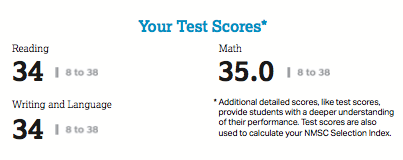 Your Test Scores*
Reading
34 | 8 to 38
Math
35.0 | 8 to 38
Writing and Language
34 | 8 to 38
* Additional detailed scores, like test scores,
provide students with a deeper understanding
of their performance. Test scores are also
used to calculate your NMSC Selection Index.